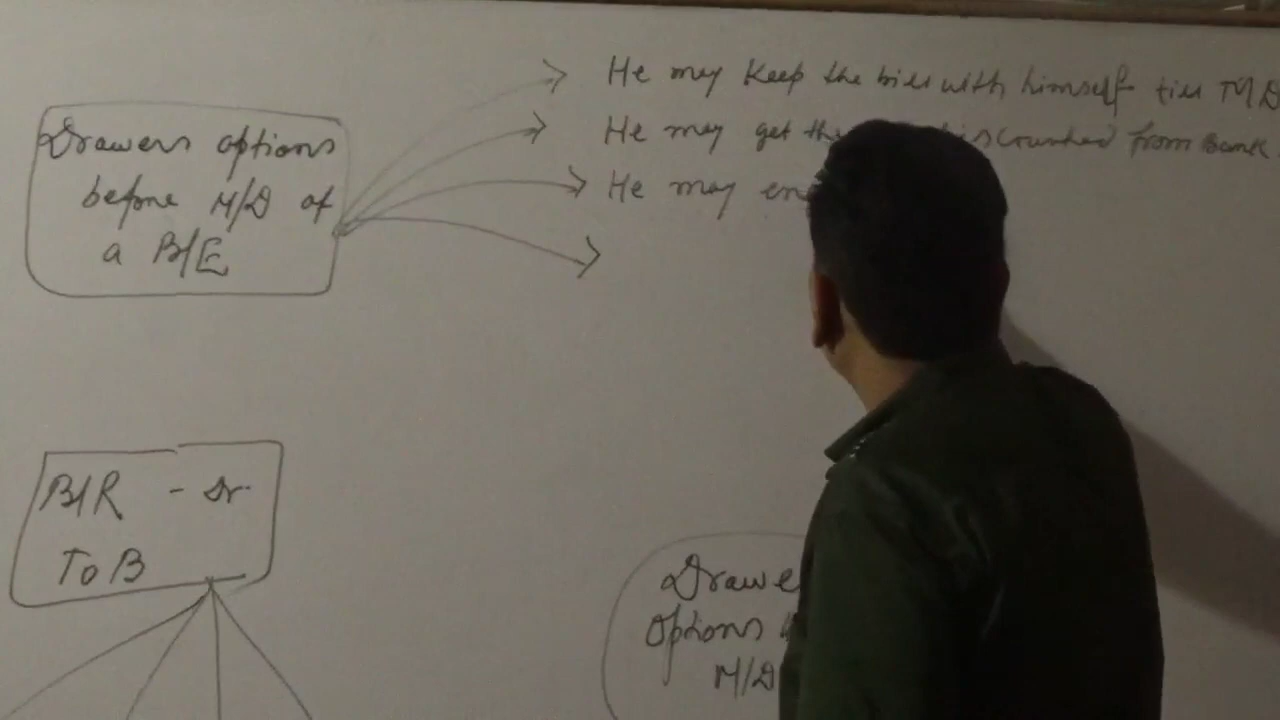 He may Keep the bill with himself till M/D
Drawers options
before M/D of
a B/E
He may get the discounted from Bank.
He may en
B/R - Dr.
To B
Drawe
Options
M/D